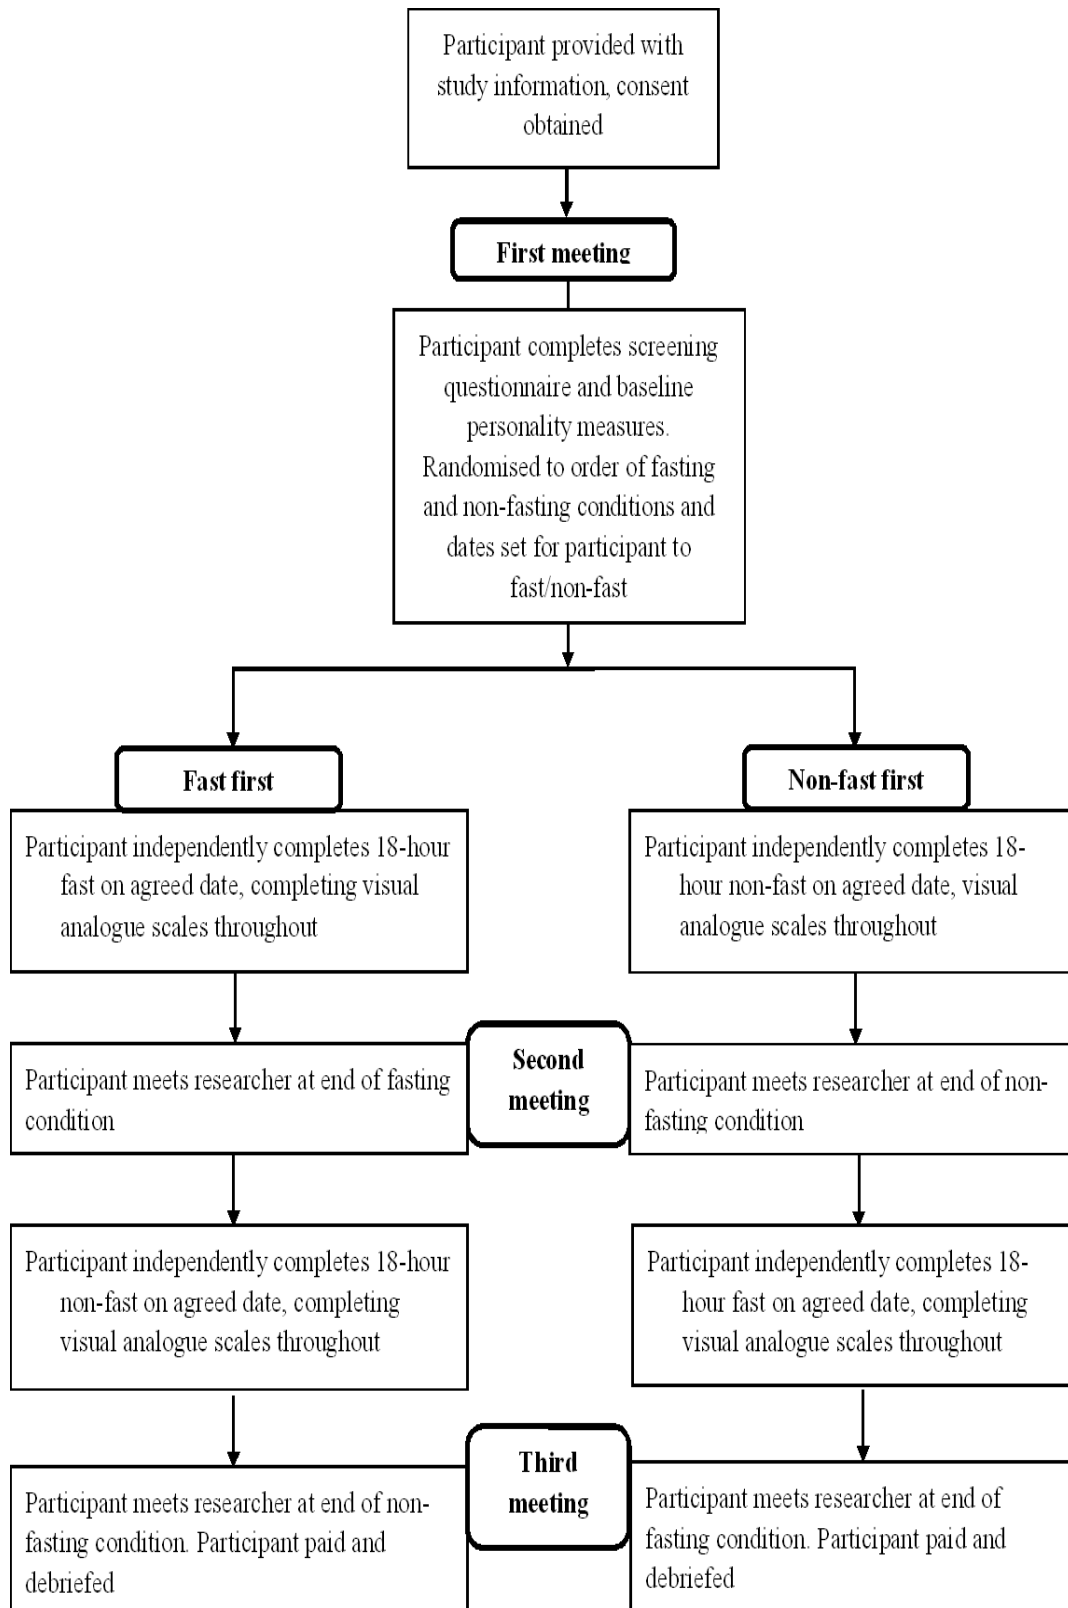 Participant provided with
study information, consent
obtained
First meeting
Participant completes screening
questionnaire and baseline
personality measures.
Randomised to order of fasting
and non-fasting conditions and
dates set for participant to
fast/non-fast
Fast first
Participant independently completes 18-hour
fast on agreed date, completing visual
analogue scales throughout
Non-fast first
Participant independently completes 18-
hour non-fast on agreed date, visual
analogue scales throughout
Participant meets researcher at end of fasting
condition
Second
meeting
Participant meets researcher at end of non-
fasting condition
Participant independently completes 18-hour
non-fast on agreed date, completing
visual analogue scales throughout
Participant independently completes 18-
hour fast on agreed date, completing
visual analogue scales throughout
Participant meets researcher at end of non-
fasting condition. Participant paid and
debriefed
Third
meeting
Participant meets researcher at end of
fasting condition. Participant paid and
debriefed